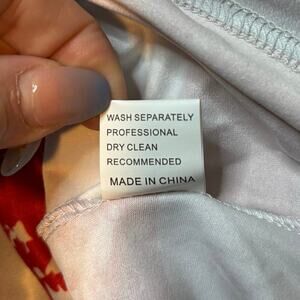 WASH SEPARATELY
PROFESSIONAL
DRY CLEAN
RECOMMENDED
MADE IN CHINA